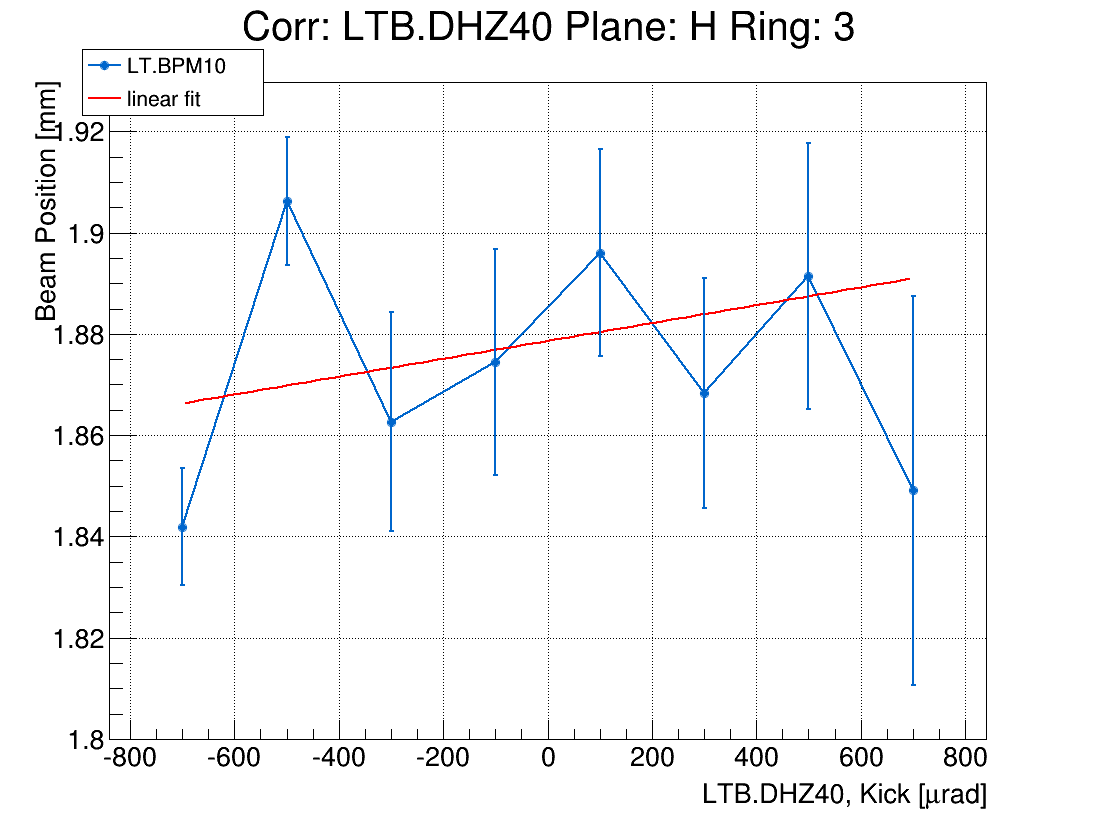 Corr: LTB.DHZ40 Plane: H Ring: 3
LT.BPM10
linear fit
Beam Position [mm]
1.92
1.9
1.88
1.86
1.84
1.82
1.8
-800 -600 -400 -200 0 200 400 600 800
LTB.DHZ40, Kick [μrad]